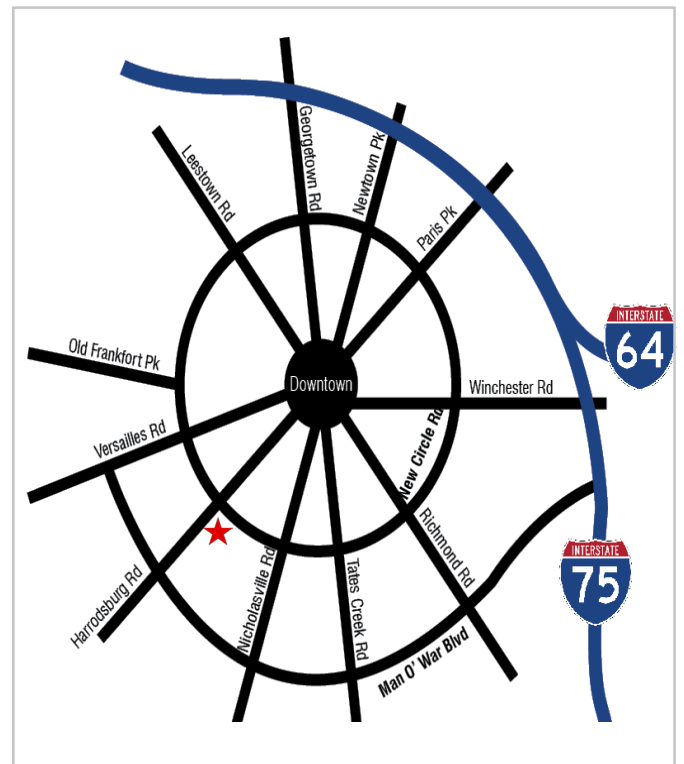 Georgetown Rd
Newtown Pk
Leestown Rd
Paris Pk
INTERSTATE
64
Old Frankfort Pk
Downtown
Winchester Rd
Versailles Rd
New Circle Rd
Richmond Rd
INTERSTATE
75
Harrodsburg Rd
Nicholasville Rd
Tates Creek Rd
Man O' War Blvd